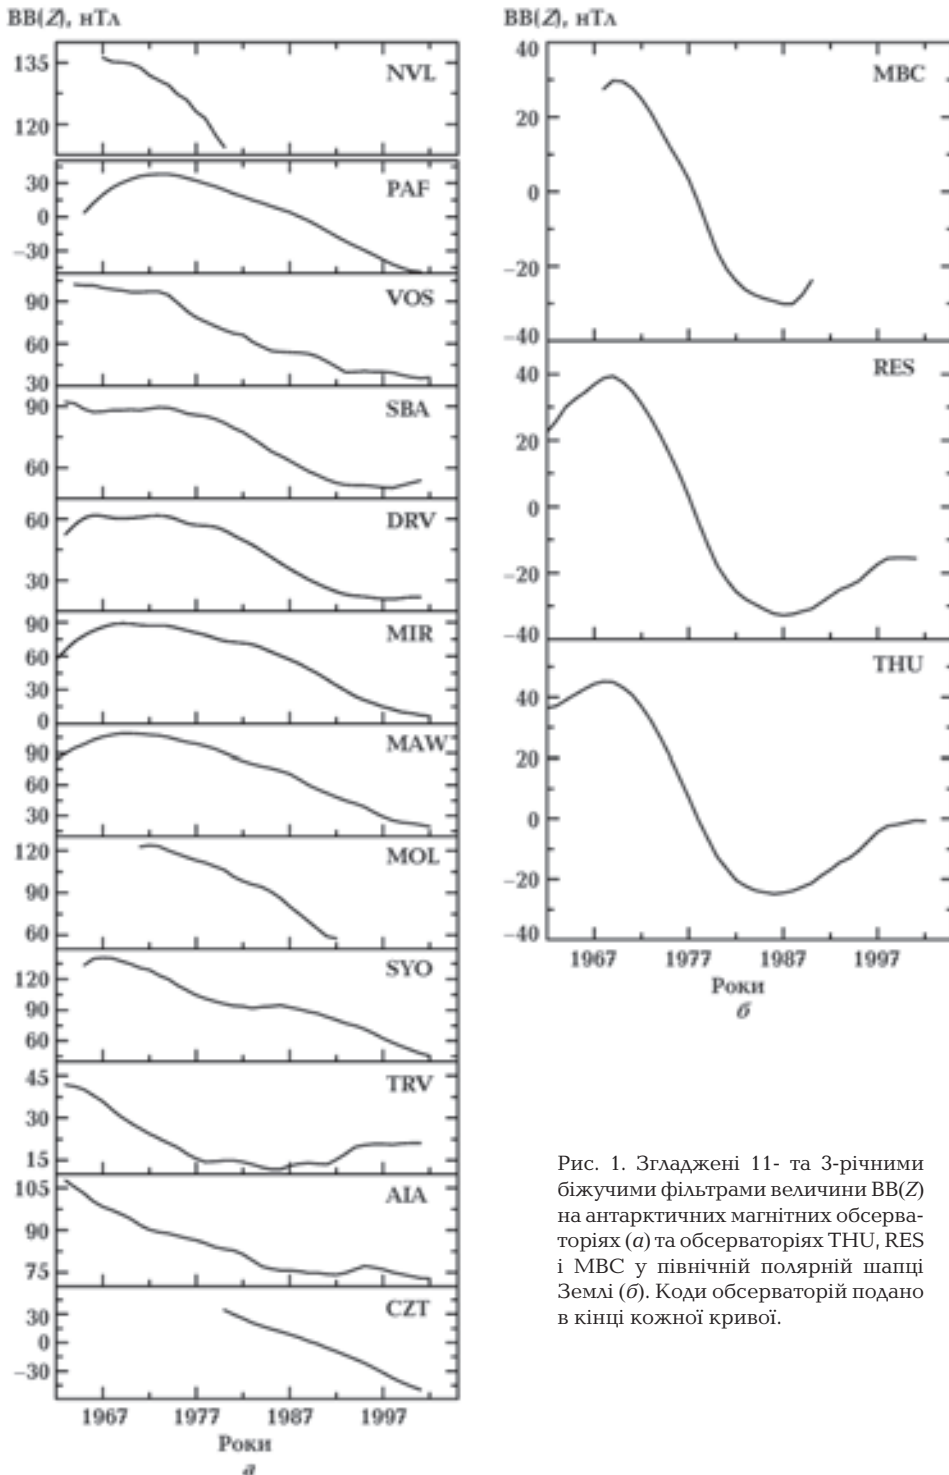 ВВ(Z), нТл
135
NVL
120
30
PAF
0
−30
90
VOS
60
30
90
SBA
60
60
DRV
30
90
MIR
60
30
0
90
MAW
60
30
120
MOL
90
60
120
SYO
90
60
45
TRV
30
15
105
AIA
90
75
30
CZT
0
−30
1967 1977 1987 1997
Роки
а
ВВ(Z), нТл
40
MBC
20
0
−20
−40
40
RES
20
0
−20
−40
THU
40
20
0
−20
−40
1967 1977 1987 1997
Роки
б
Рис. 1. Згладжені 11- та 3-річними
біжучими фільтрами величини ВВ(Z)
на антарктичних магнітних обсерва-
торіях (а) та обсерваторіях THU, RES
і MBC у північній полярній шапці
Землі (б). Коди обсерваторій подано
в кінці кожної кривої.